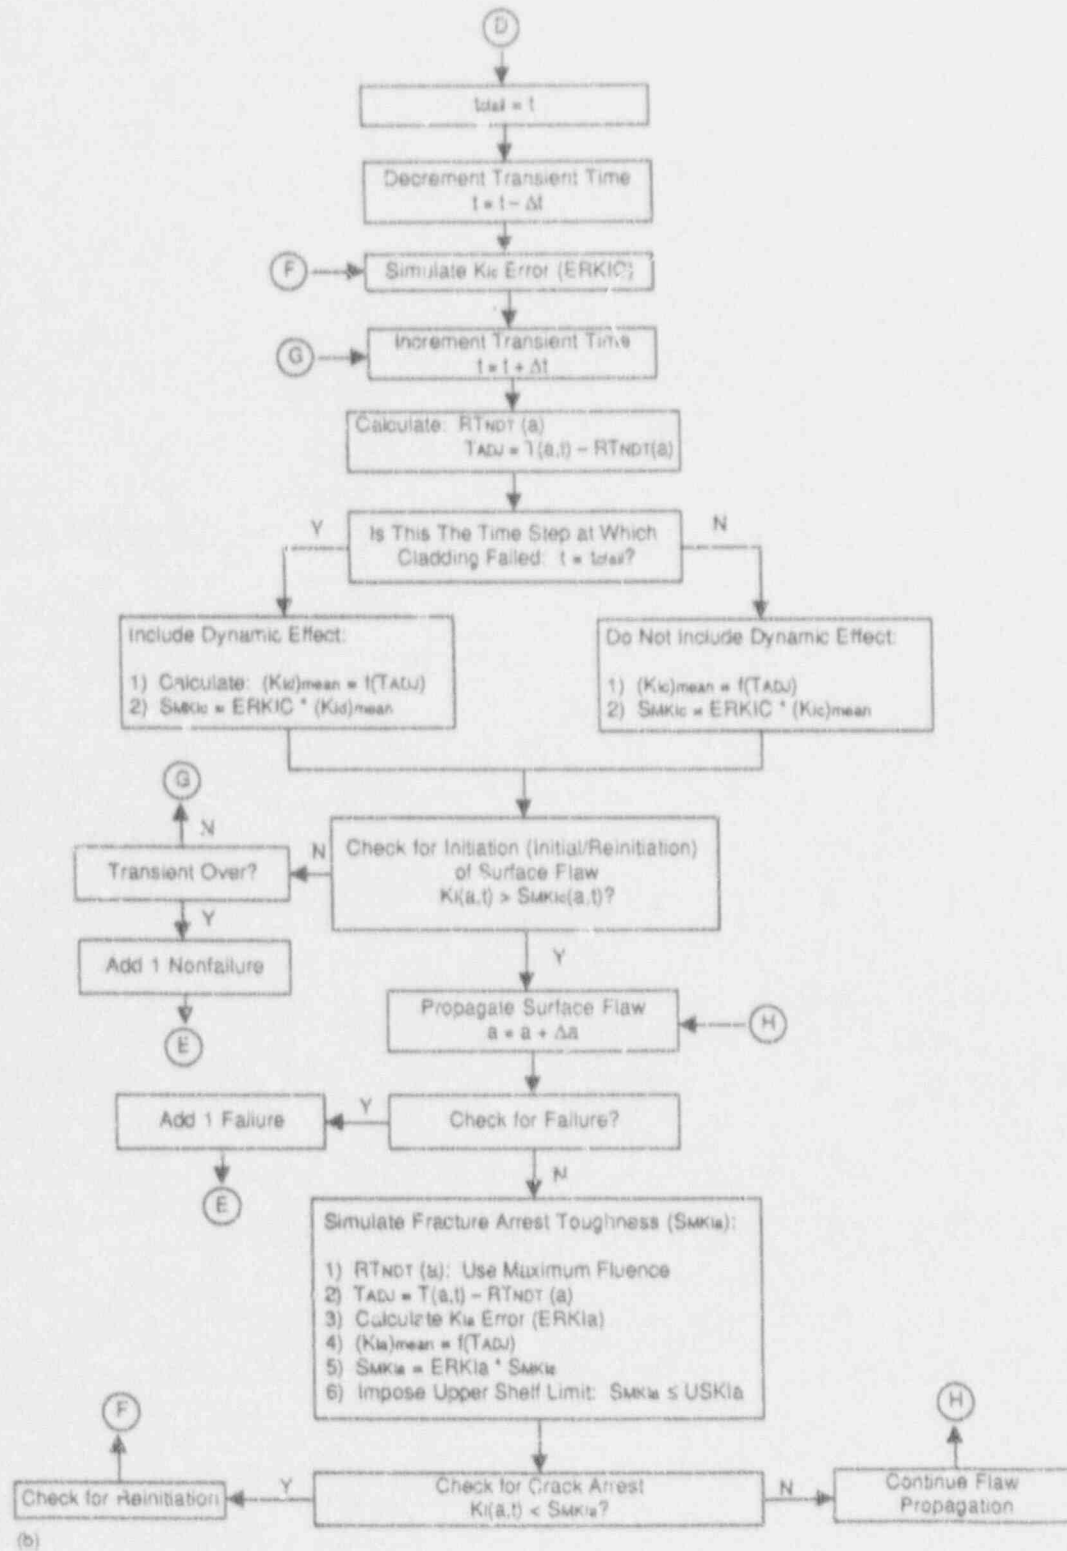 D
tclad = t
Decrement Transient Time
t = t – Δt
F
Simulate KIc Error (ERKIC)
G
Increment Transient Time
t = t + Δt
Calculate: RTNDT (a)
TADJ = T(a,t) – RTNDT(a)
Y
Is This The Time Step at Which
Cladding Failed: t = tclad?
N
Include Dynamic Effect:
1) Calculate: (KId)mean = f(TADJ)
2) SMKIc = ERKIC * (KId)mean
Do Not Include Dynamic Effect:
1) (KIc)mean = f(TADJ)
2) SMKIc = ERKIC * (KIc)mean
G
N
Transient Over?
N
Check for Initiation (Initial/Reinitiation)
of Surface Flaw
KI(a,t) > SMKIc(a,t)?
Y
Add 1 Nonfailure
E
Y
Propagate Surface Flaw
a = a + Δa
H
Add 1 Failure
Y
Check for Failure?
E
N
Simulate Fracture Arrest Toughness (SMKIa):
1) RTNDT (a): Use Maximum Fluence
2) TADJ = T(a,t) – RTNDT (a)
3) Calculate KIa Error (ERKIa)
4) (KIa)mean = f(TADJ)
5) SMKIa = ERKIa *
6) Impose Upper Shelf Limit: SMKIa ≤ USKIa
F
H
Check for Reinitiation
Y
Check for Crack Arrest
KI(a,t) < SMKIa?
N
Continue Flaw
Propagation
(b)